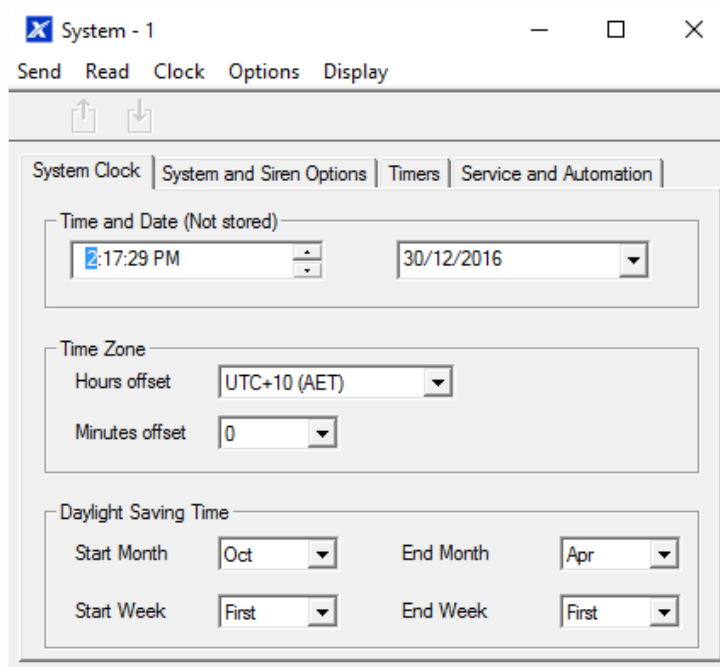 System - 1
Send Read Clock Options Display
System Clock System and Siren Options Timers Service and Automation
Time and Date (Not stored)
2:17:29 PM 30/12/2016
Time Zone
Hours offset UTC+10 (AET)
Minutes offset 0
Daylight Saving Time
Start Month Oct End Month Apr
Start Week First End Week First